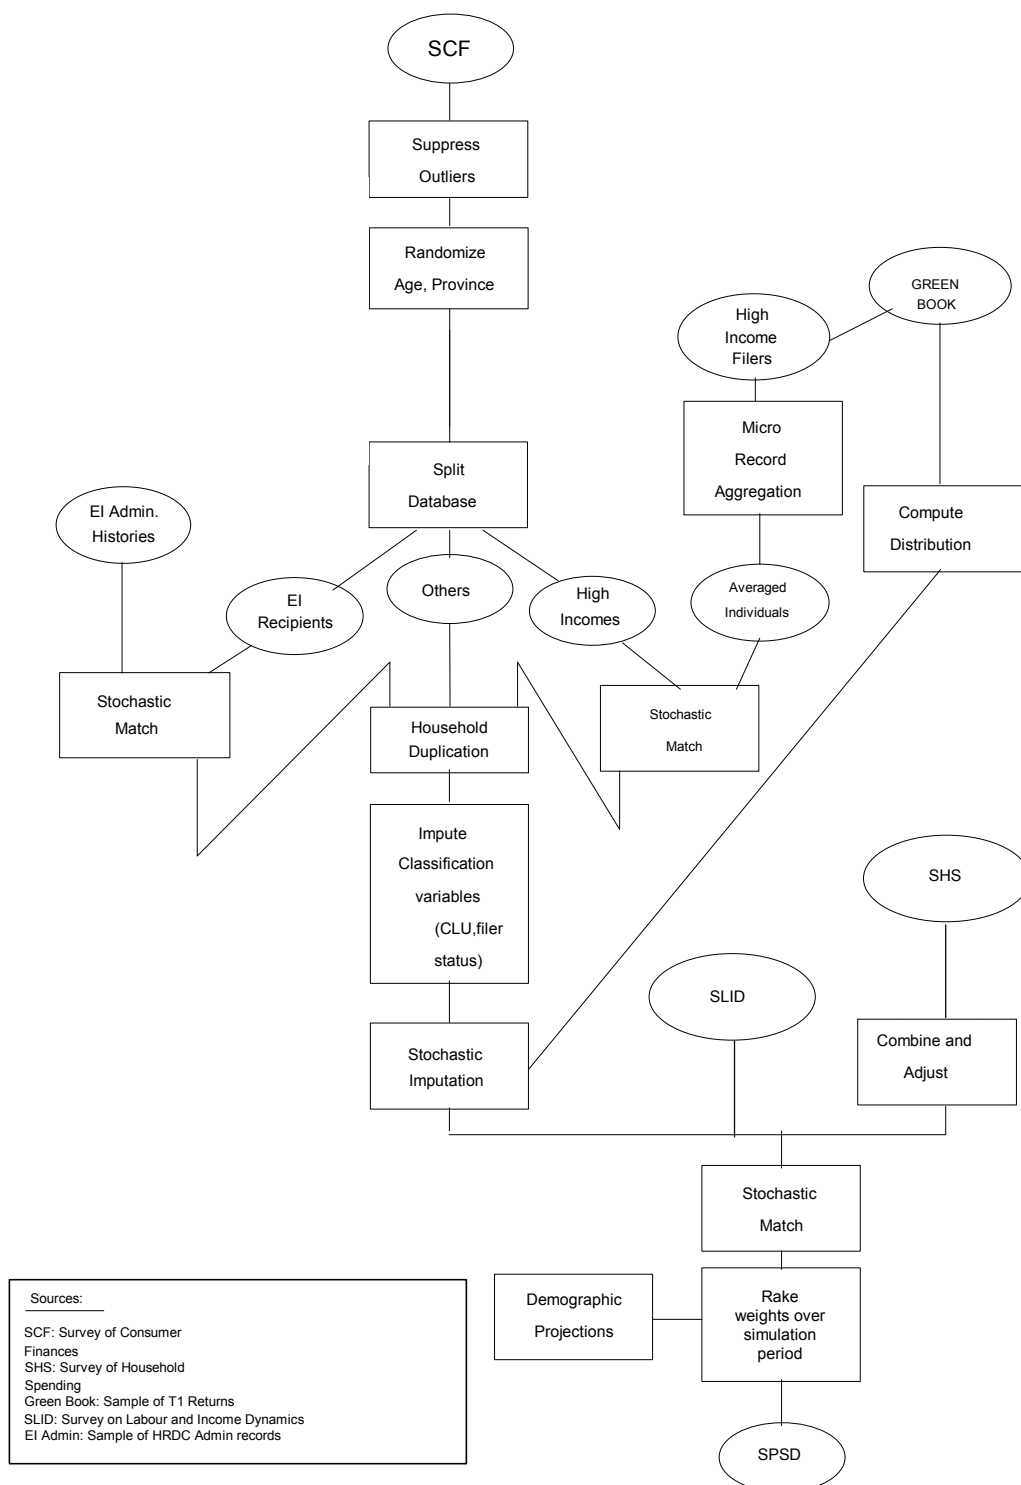 SCF
Suppress
Outliers
Randomize
Age, Province
GREEN
BOOK
High
Income
Filers
Micro
Record
Aggregation
Split
Database
EI Admin.
Histories
Compute
Distribution
EI
Recipients
Others
High
Incomes
Averaged
Individuals
Stochastic
Match
Household
Duplication
Stochastic
Match
Impute
Classification
variables
(CLU,filer
status)
SHS
SLID
Stochastic
Imputation
Combine and
Adjust
Stochastic
Match
Demographic
Projections
Rake
weights over
simulation
period
SPSD
Sources:
SCF: Survey of Consumer
Finances
SHS: Survey of Household
Spending
Green Book: Sample of T1 Returns
SLID: Survey on Labour and Income Dynamics
EI Admin: Sample of HRDC Admin records